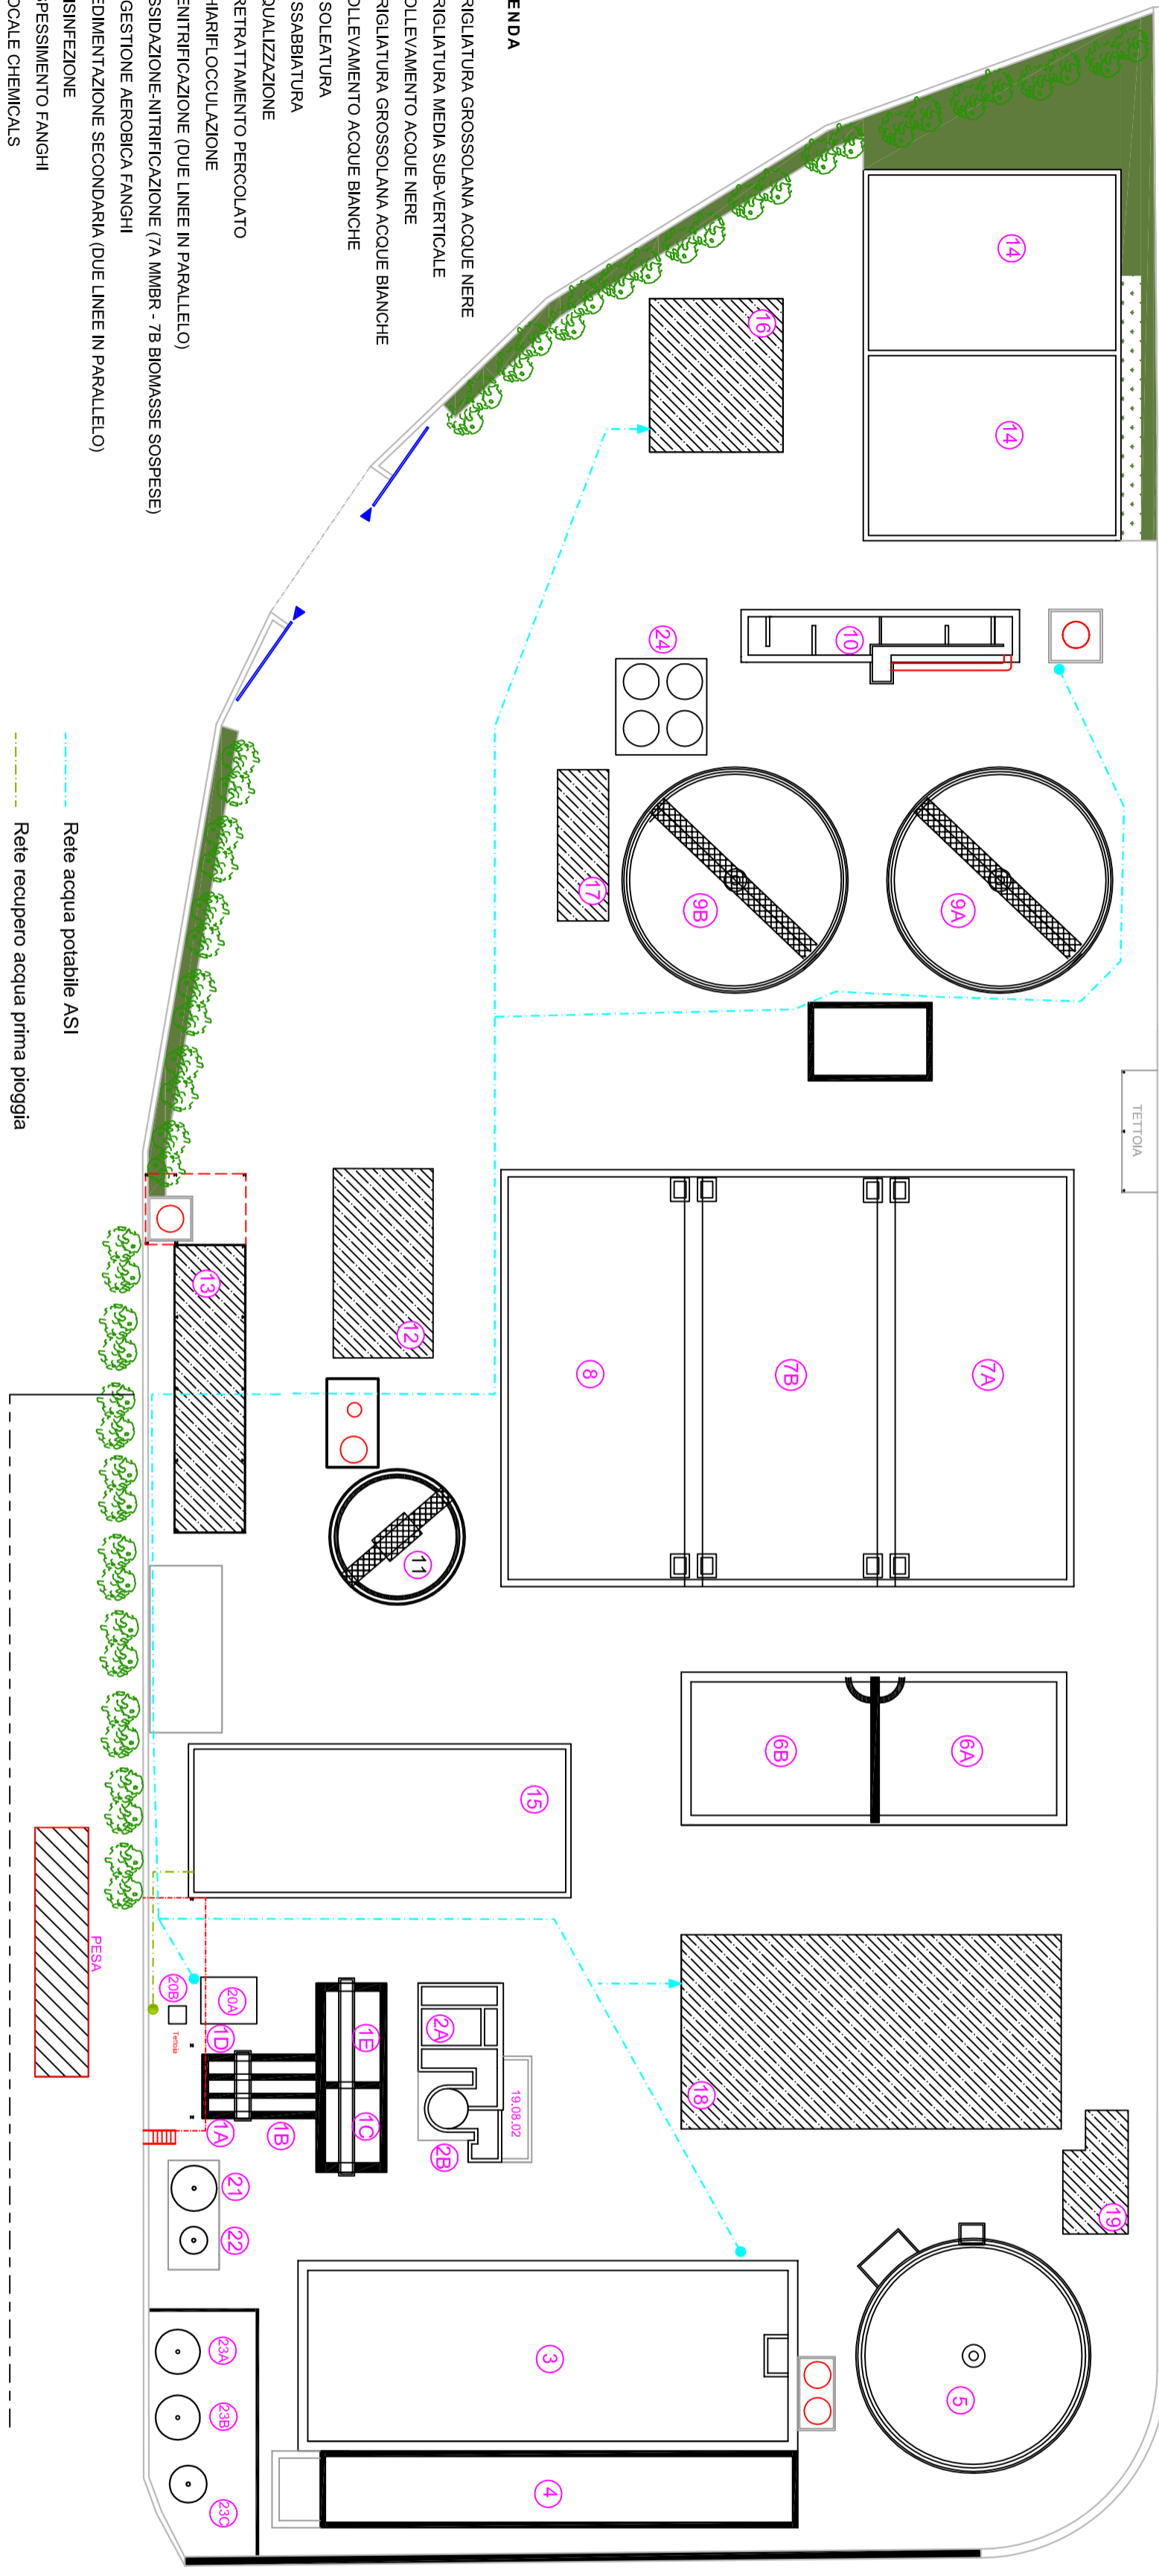 TETTOIA
14
14
10
9A
9B
24
17
16
7A
7B
8
12
11
13
6A
6B
15
18
19
5
19.08.02
2A
2B
1E
1C
1B
1D
1A
20A
20B
Tettoia
21
22
3
4
23A
23B
23C
PESA
ENDA
RIGLIATURA GROSSOLANA ACQUE NERE
RIGLIATURA MEDIA SUB-VERTICALE
OLLEVAMENTO ACQUE NERE
RIGLIATURA GROSSOLANA ACQUE BIANCHE
OLLEVAMENTO ACQUE BIANCHE
SOLEATURA
SSABBIATURA
QUALIZZAZIONE
RETRATTAMENTO PERCOLATO
HIARIFLOCCULAZIONE
ENITRIFICAZIONE (DUE LINEE IN PARALLELO)
SSIDAZIONE-NITRIFICAZIONE (7A MMBR - 7B BIOMASSE SOSPESE)
GESTIONE AEROBICA FANGHI
EDIMENTAZIONE SECONDARIA (DUE LINEE IN PARALLELO)
ISINFEZIONE
SPESSIMENTO FANGHI
OCALE CHEMICALS
Rete acqua potabile ASI
Rete recupero acqua prima pioggia